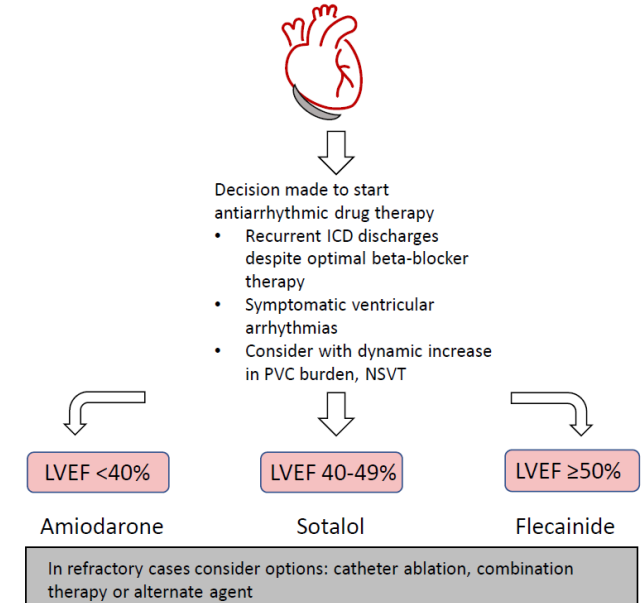 Decision made to start
antiarrhythmic drug therapy
• Recurrent ICD discharges
despite optimal beta-blocker
therapy
• Symptomatic ventricular
arrhythmias
• Consider with dynamic increase
in PVC burden, NSVT
LVEF <40%
LVEF 40-49%
LVEF ≥50%
Amiodarone
Sotalol
Flecainide
In refractory cases consider options: catheter ablation, combination
therapy or alternate agent